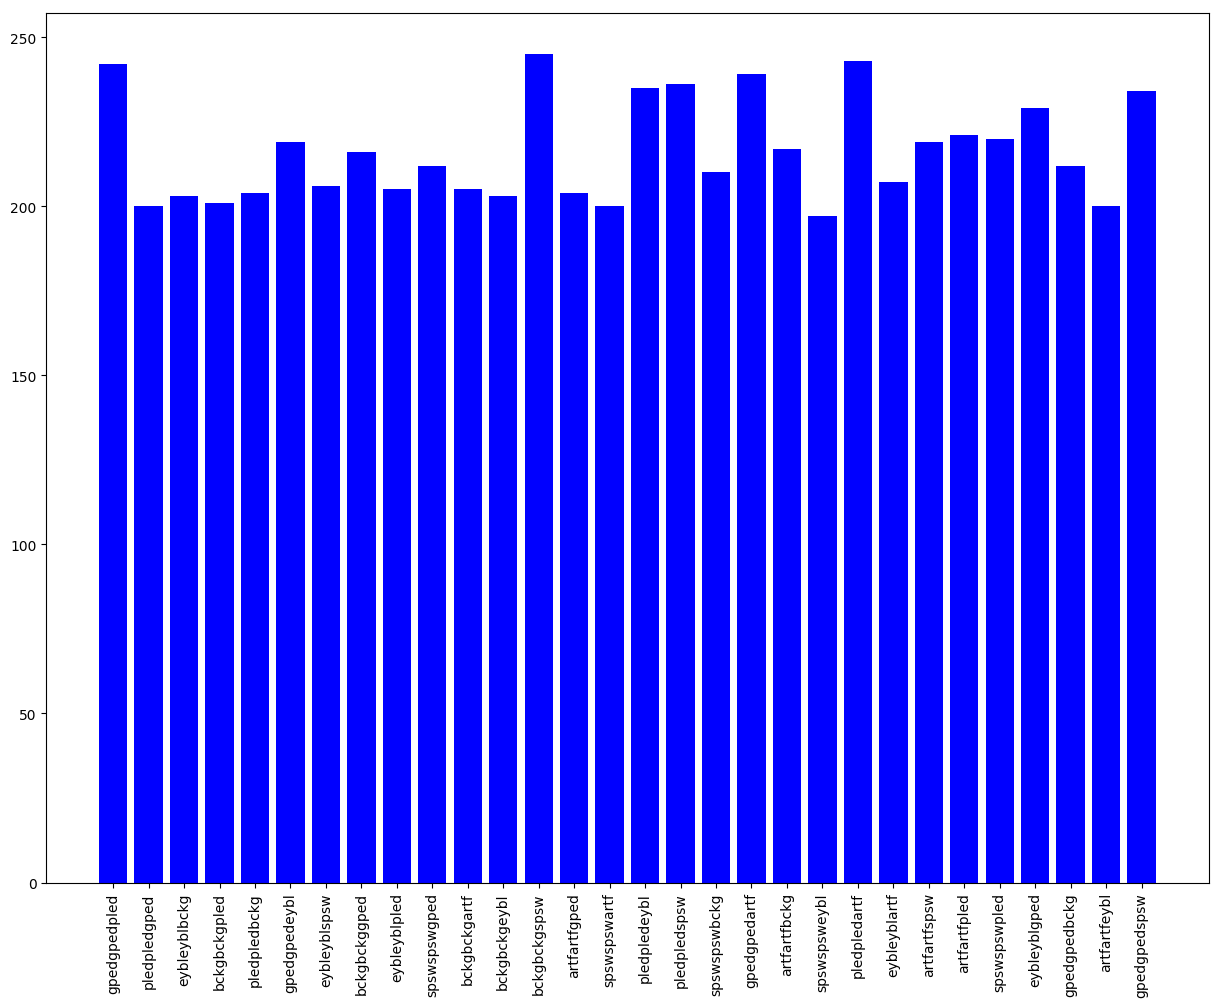 250
200
150
100
50
0
gpedgpedpled
pledpledgped
eybleyblbckg
bckgbckgpled
pledpledbckg
gpedgpedeybl
eybleyblspsw
bckgbckggped
eybleyblpled
spswspswgped
bckgbckgartf
bckgbckgeybl
bckgbckgspsw
artfartfgped
spswspswartf
pledpledeybl
pledpledspsw
spswspswbckg
gpedgpedartf
artfartfbckg
spswspsweybl
pledpledartf
eybleyblartf
artfartfspsw
artfartfpled
spswspswpled
eybleyblgped
gpedgpedbckg
artfartfeybl
gpedgpedspsw